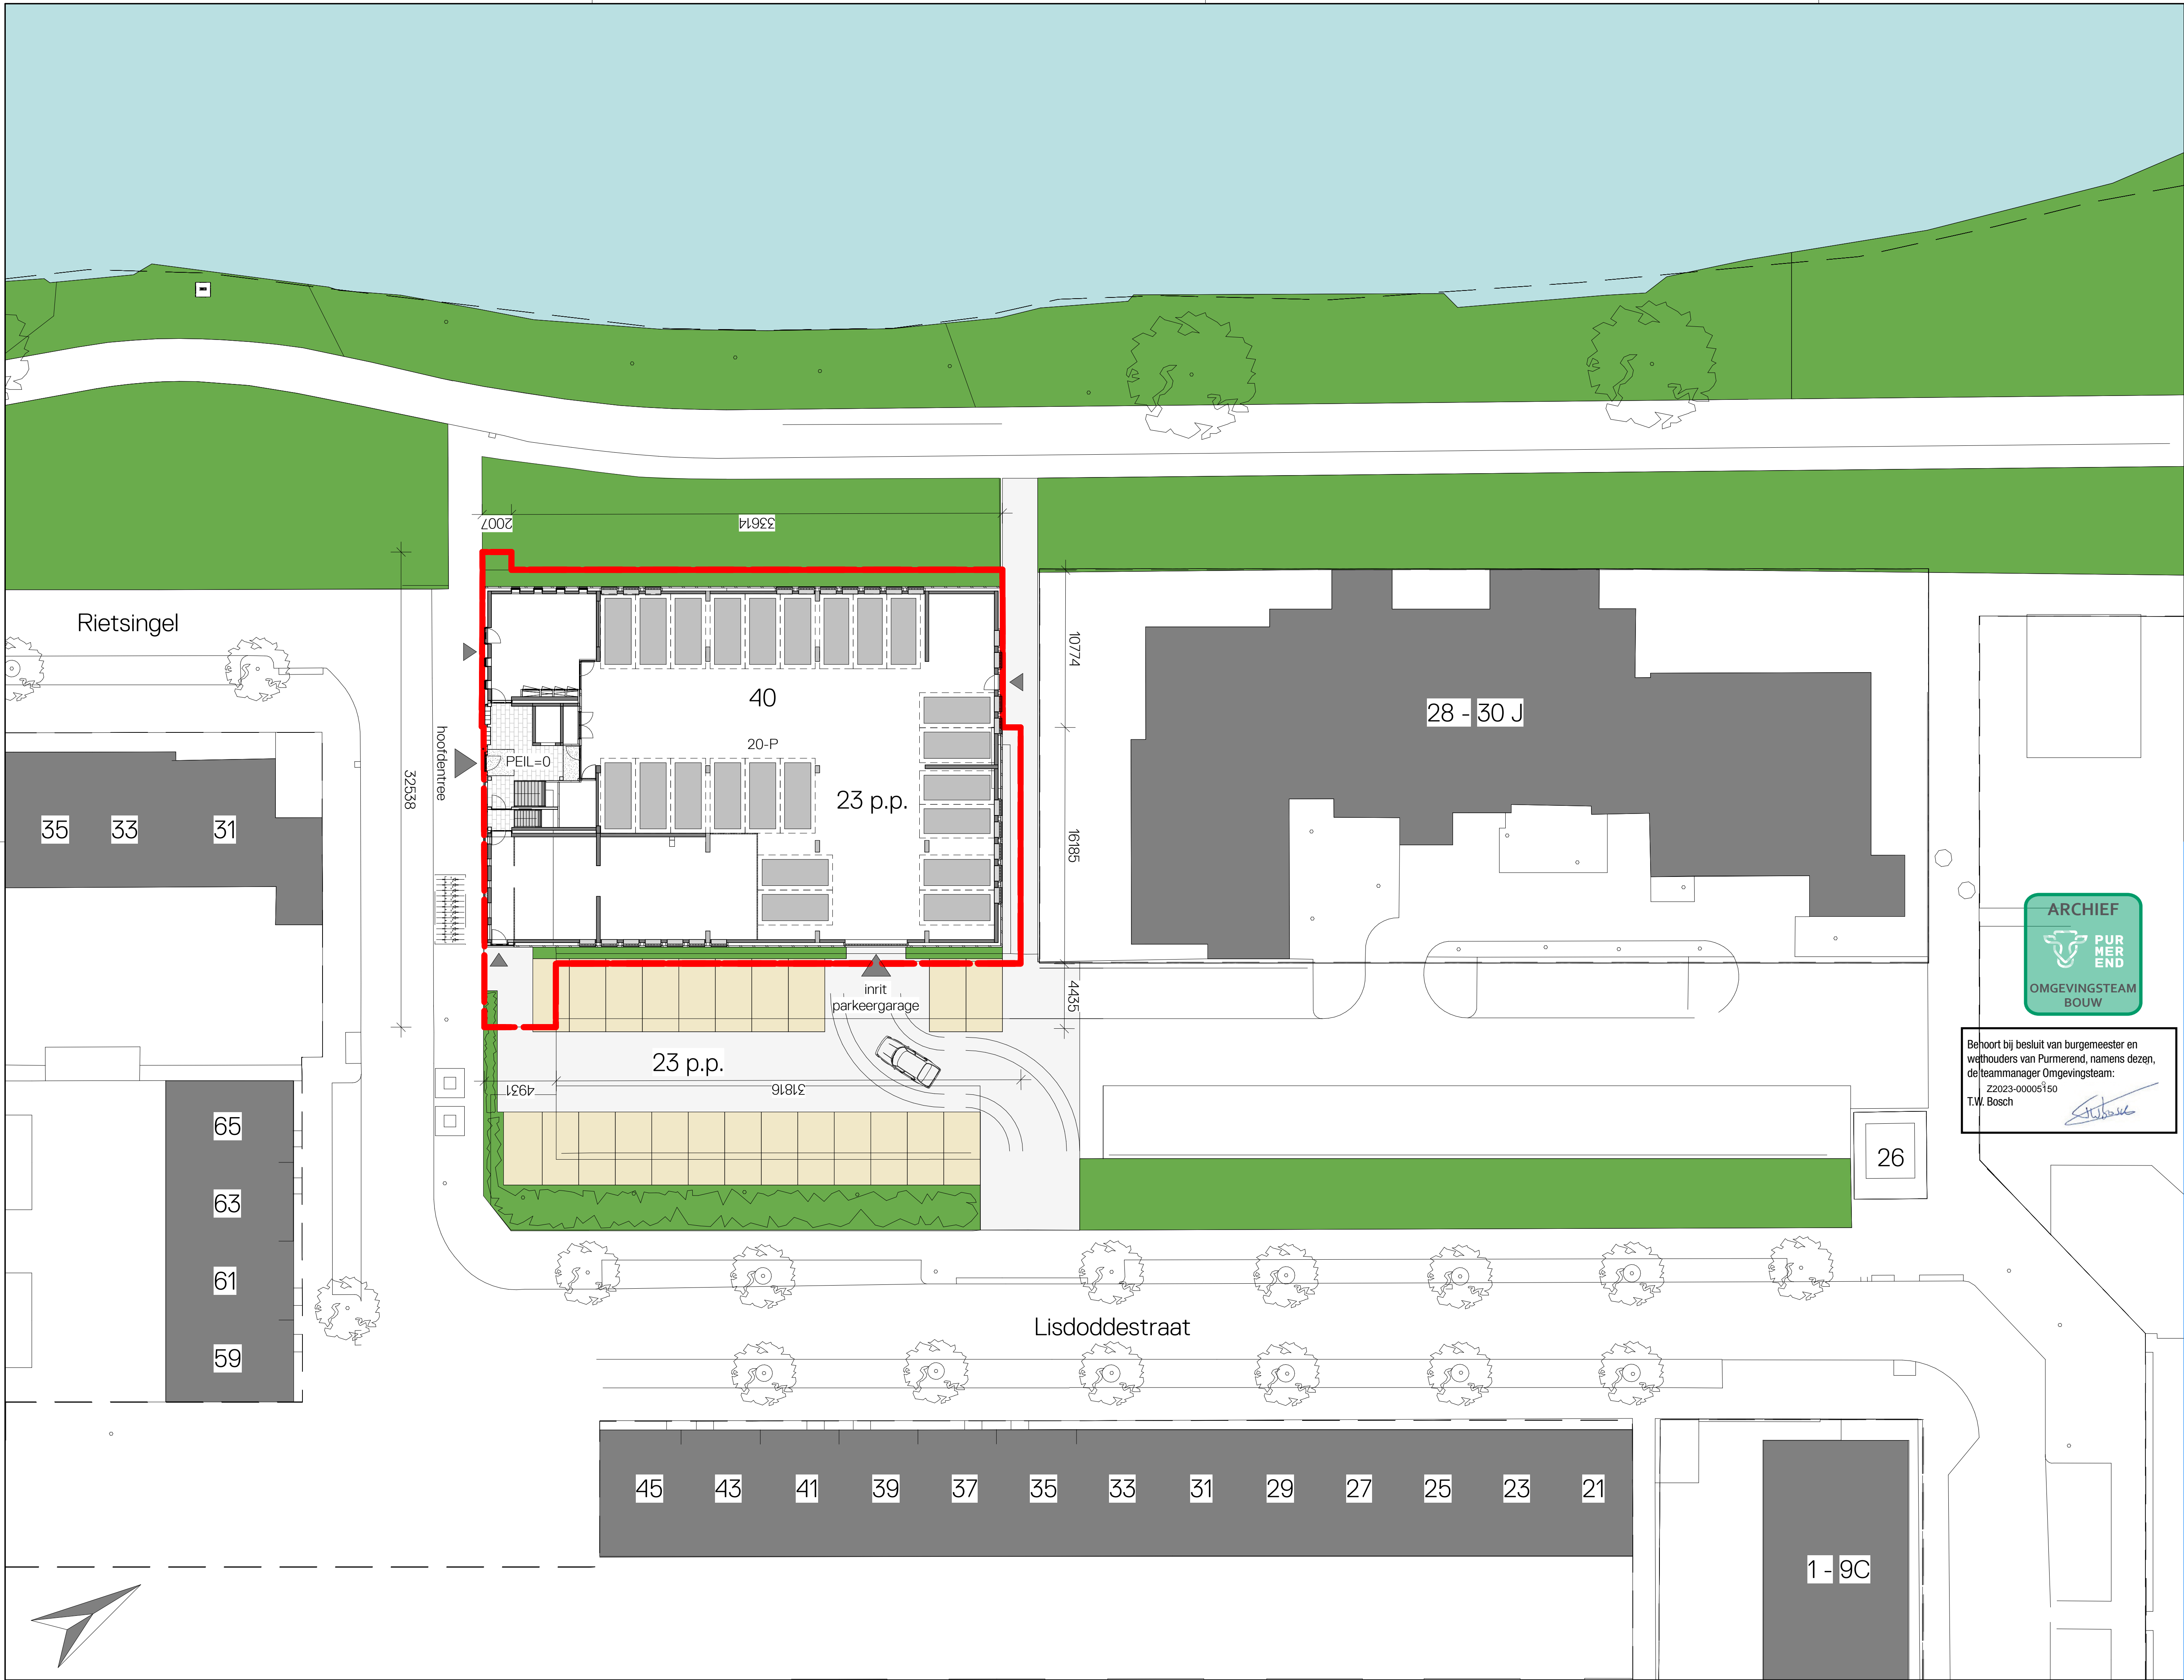 2007
33614
Rietsingel
10774
40
28 - 30 J
20-P
hoofdentree
PEIL=0
32538
23 p.p.
35
33
31
16185
ARCHIEF
PUR
MER
END
OMGEVINGSTEAM
BOUW
inrit
parkeergarage
4435
Behoort bij besluit van burgemeester en
wethouders van Purmerend, namens dezen,
de teammanager Omgevingsteam:
Z2023-00005150
T.W. Bosch
23 p.p.
4931
31816
65
26
63
61
Lisdoddestraat
59
45
43
41
39
37
35
33
31
29
27
25
23
21
1 - 9C